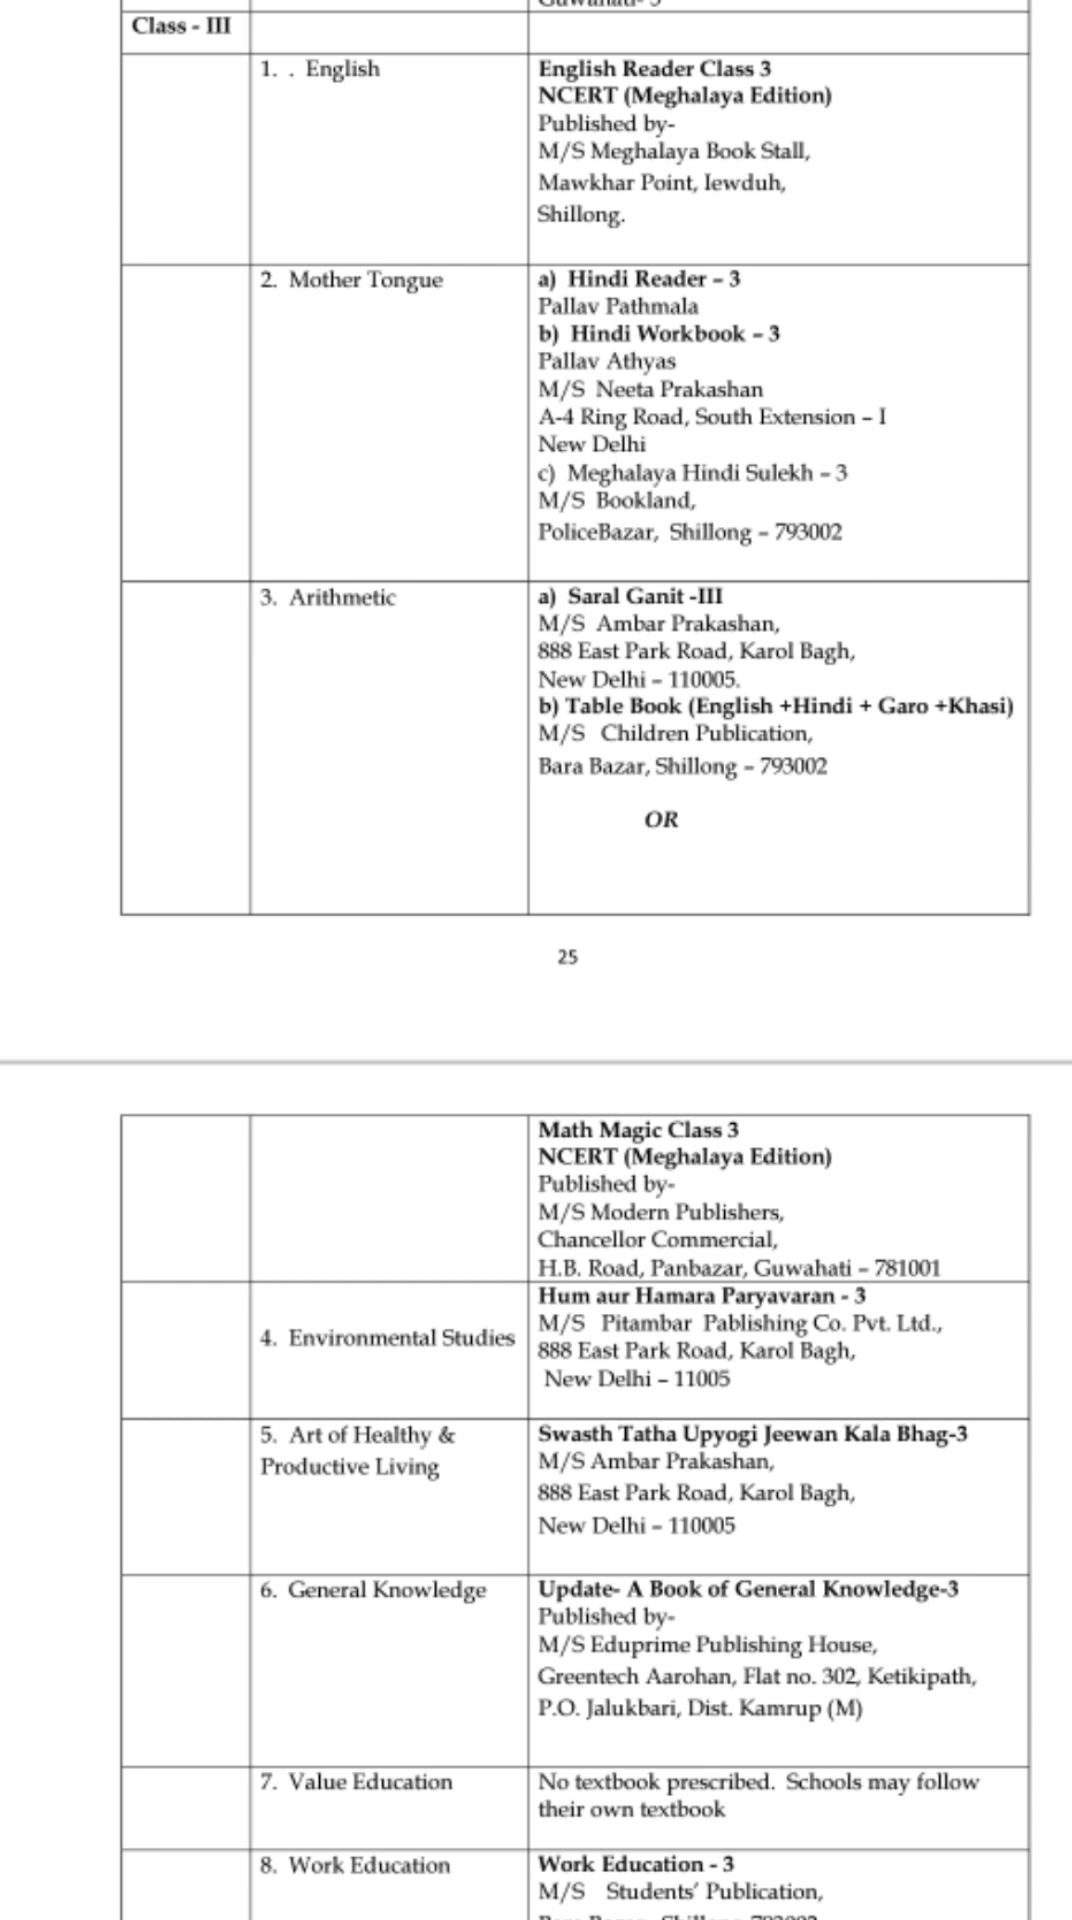 Guwahati- 5
Class - III
1. . English
English Reader Class 3
NCERT (Meghalaya Edition)
Published by-
M/S Meghalaya Book Stall,
Mawkhar Point, Iewduh,
Shillong.
2. Mother Tongue
a) Hindi Reader – 3
Pallav Pathmala
b) Hindi Workbook – 3
Pallav Athyas
M/S Neeta Prakashan
A-4 Ring Road, South Extension – I
New Delhi
c) Meghalaya Hindi Sulekh – 3
M/S Bookland,
PoliceBazar, Shillong – 793002
3. Arithmetic
a) Saral Ganit -III
M/S Ambar Prakashan,
888 East Park Road, Karol Bagh,
New Delhi – 110005.
b) Table Book (English +Hindi + Garo +Khasi)
M/S Children Publication,
Bara Bazar, Shillong – 793002
OR
25
Math Magic Class 3
NCERT (Meghalaya Edition)
Published by-
M/S Modern Publishers,
Chancellor Commercial,
H.B. Road, Panbazar, Guwahati – 781001
4. Environmental Studies
Hum aur Hamara Paryavaran - 3
M/S Pitambar Pablishing Co. Pvt. Ltd.,
888 East Park Road, Karol Bagh,
New Delhi – 11005
5. Art of Healthy &
Productive Living
Swasth Tatha Upyogi Jeewan Kala Bhag-3
M/S Ambar Prakashan,
888 East Park Road, Karol Bagh,
New Delhi – 110005
6. General Knowledge
Update- A Book of General Knowledge-3
Published by-
M/S Eduprime Publishing House,
Greentech Aarohan, Flat no. 302, Ketikipath,
P.O. Jalukbari, Dist. Kamrup (M)
7. Value Education
No textbook prescribed. Schools may follow
their own textbook
8. Work Education
Work Education - 3
M/S Students' Publication,